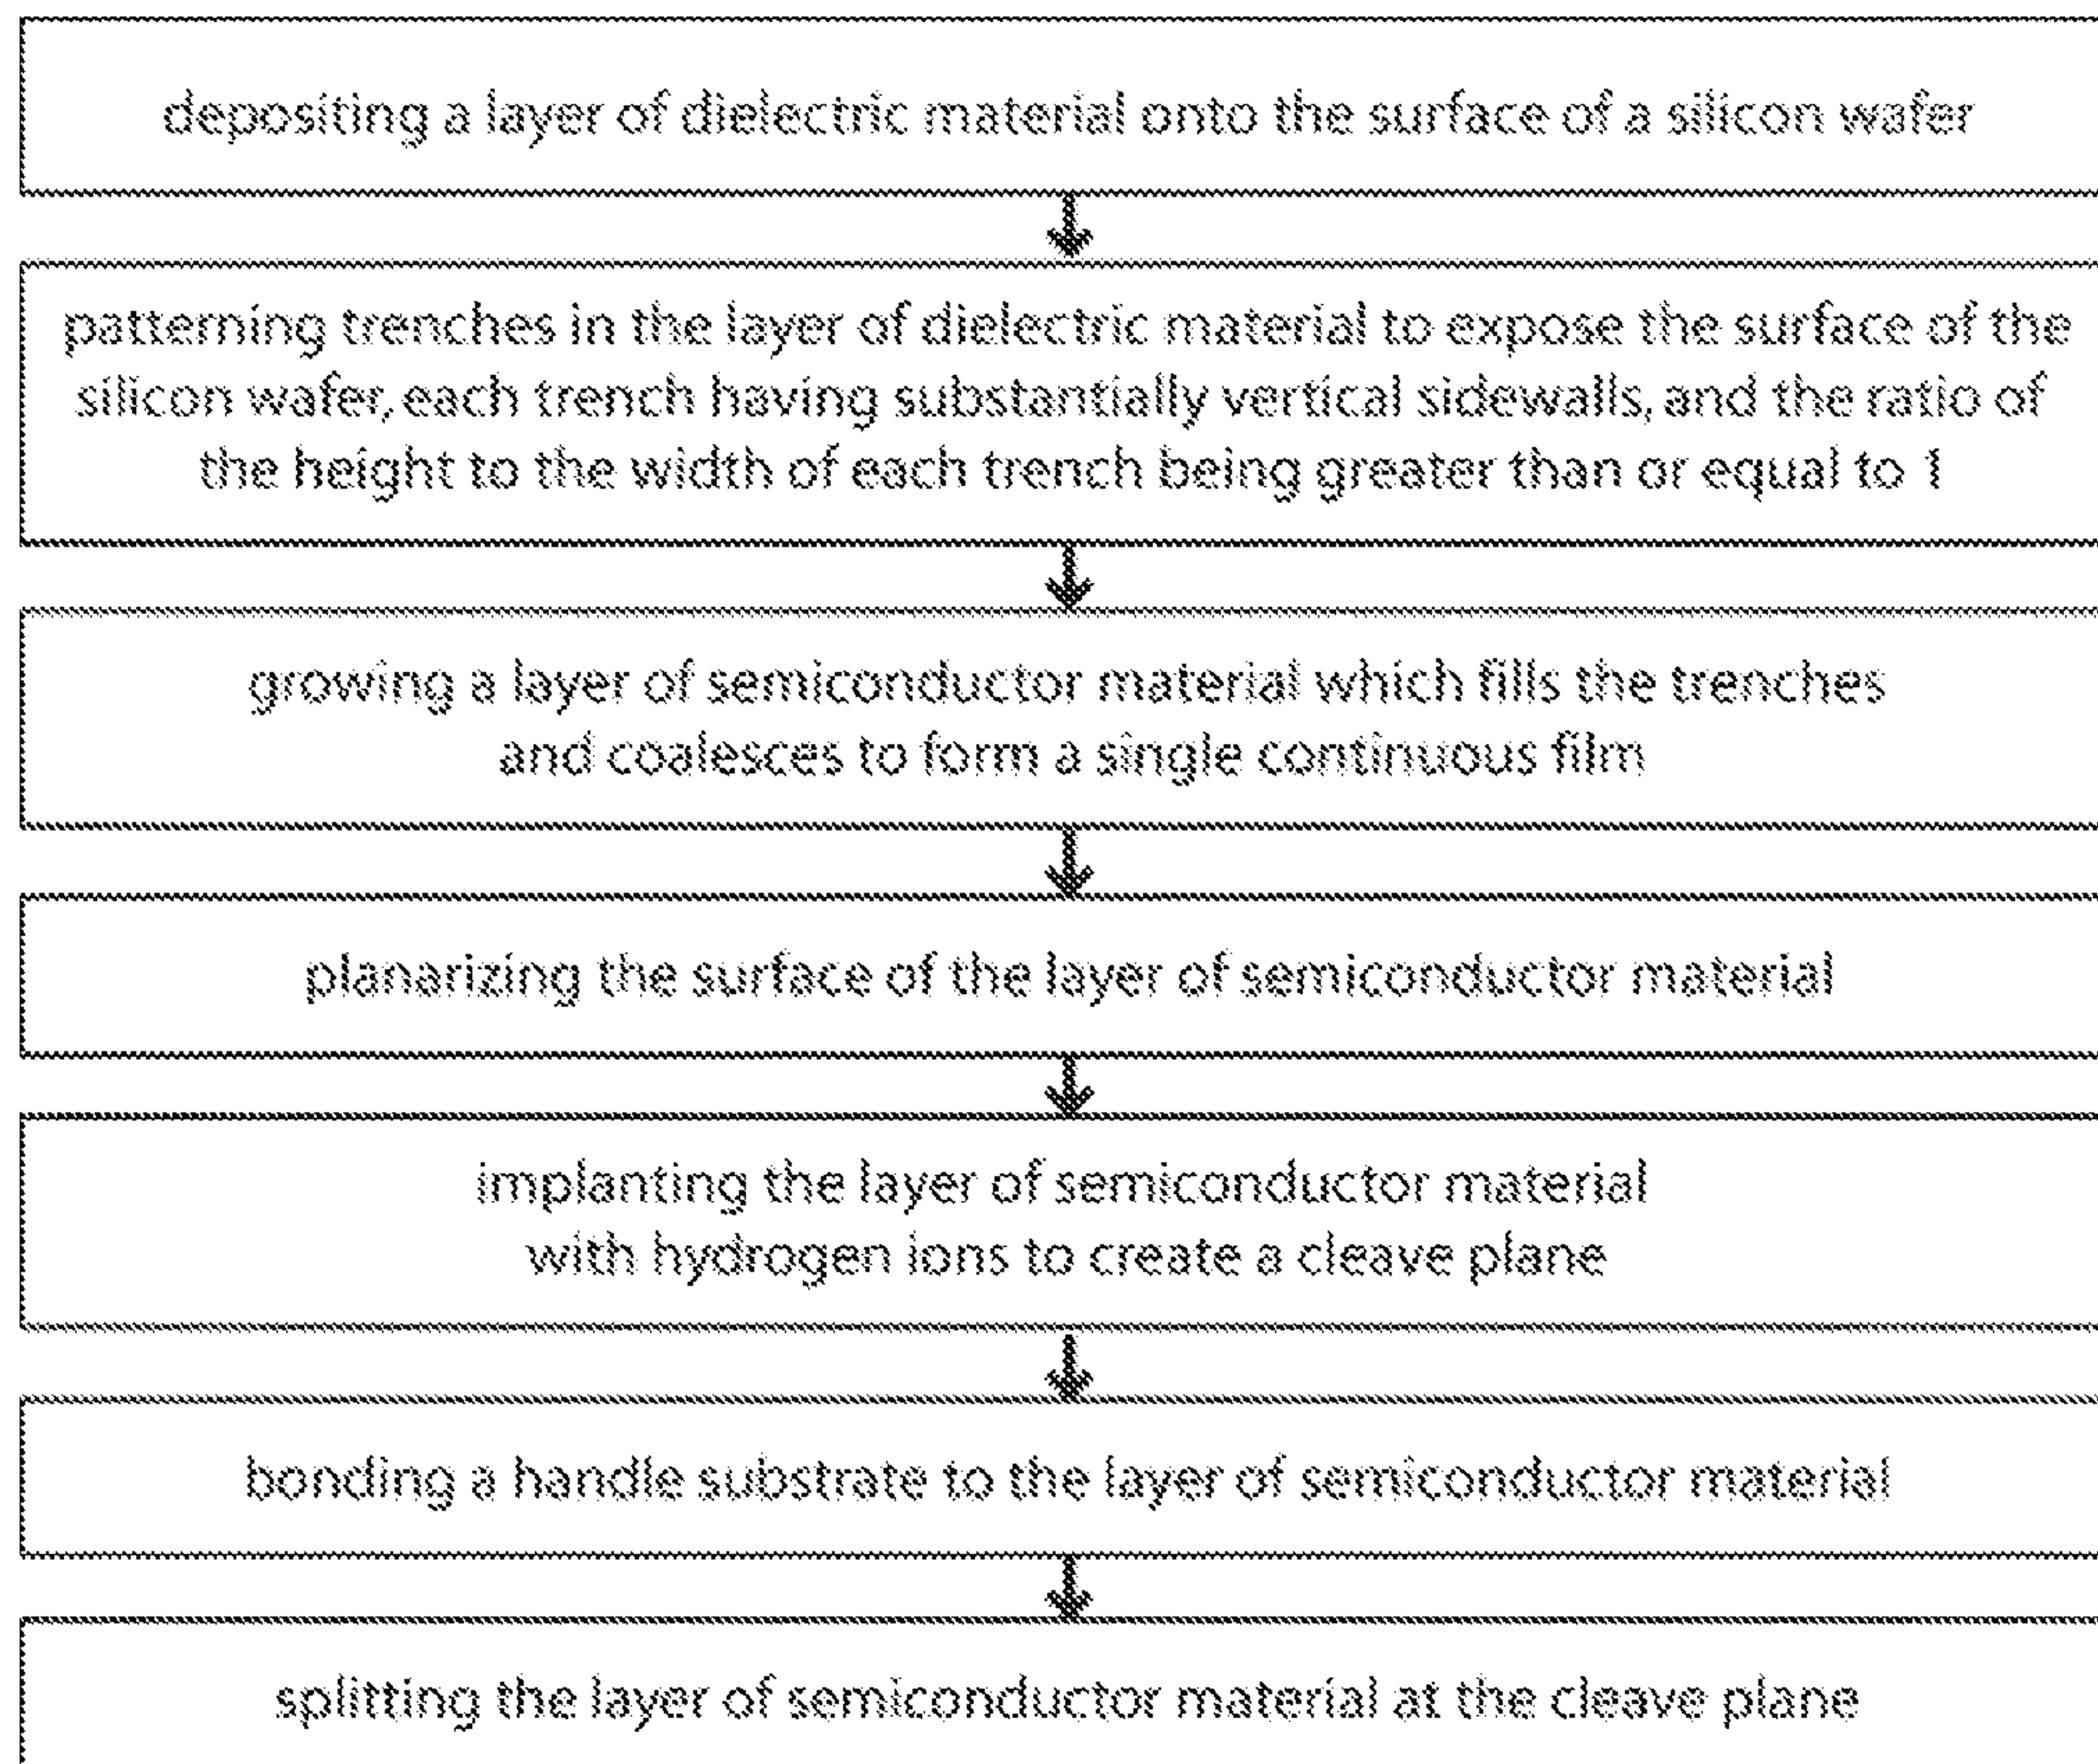 depositing a layer of dielectric material onto the surface of a silicon wafer
patterning trenches in the layer of dielectric material to expose the surface of the
silicon wafer, each trench having substantially vertical sidewalls, and the ratio of
the height to the width of each trench being greater than or equal to 1
growing a layer of semiconductor material which fills the trenches
and coalesces to form a single continuous film
planarizing the surface of the layer of semiconductor material
implanting the layer of semiconductor material
with hydrogen ions to create a cleave plane
bonding a handle substrate to the layer of semiconductor material
splitting the layer of semiconductor material at the cleave plane